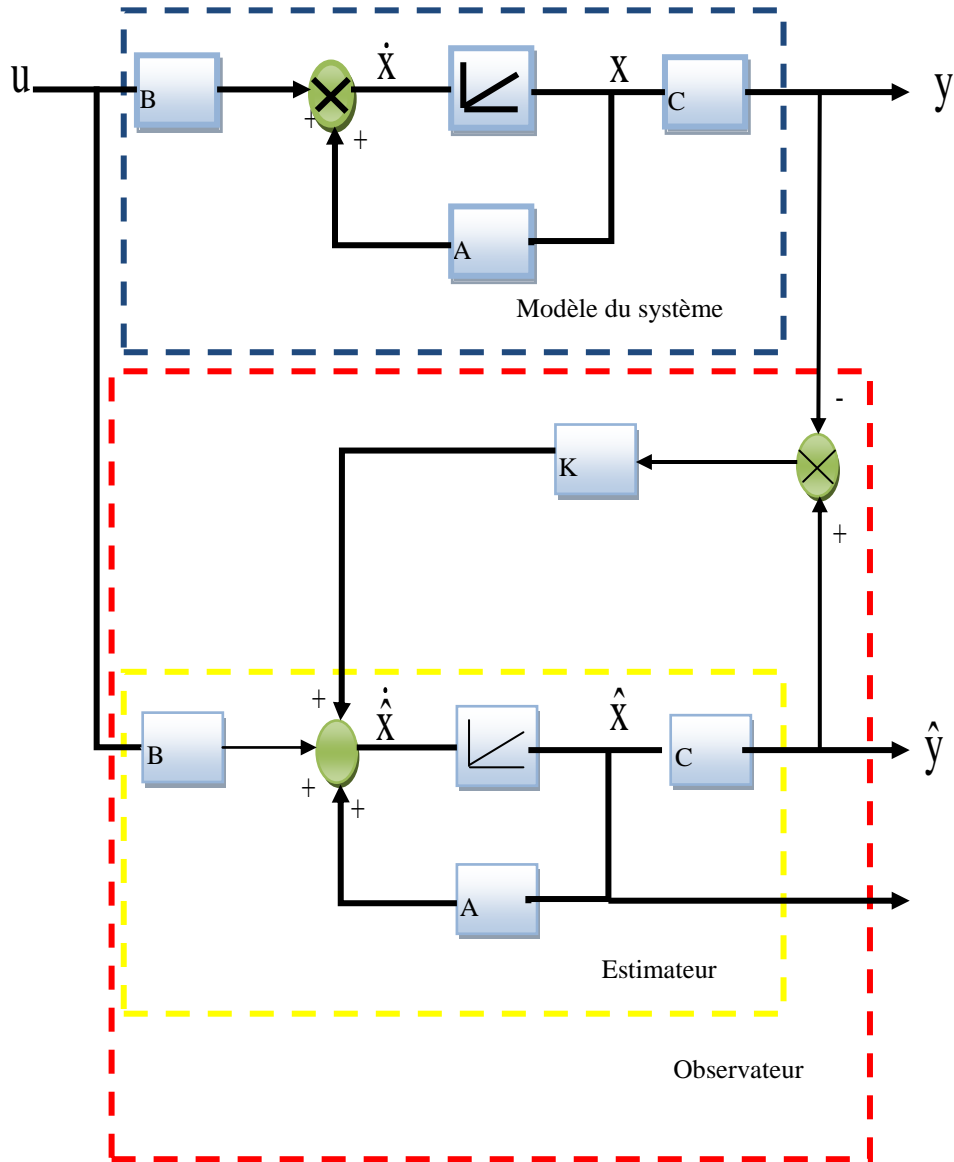 u
B
+
+
ẋ
x
C
y
A
Modèle du système
-
K
+
B
+
+
+
x̂̇
x̂
C
ŷ
A
Estimateur
Observateur